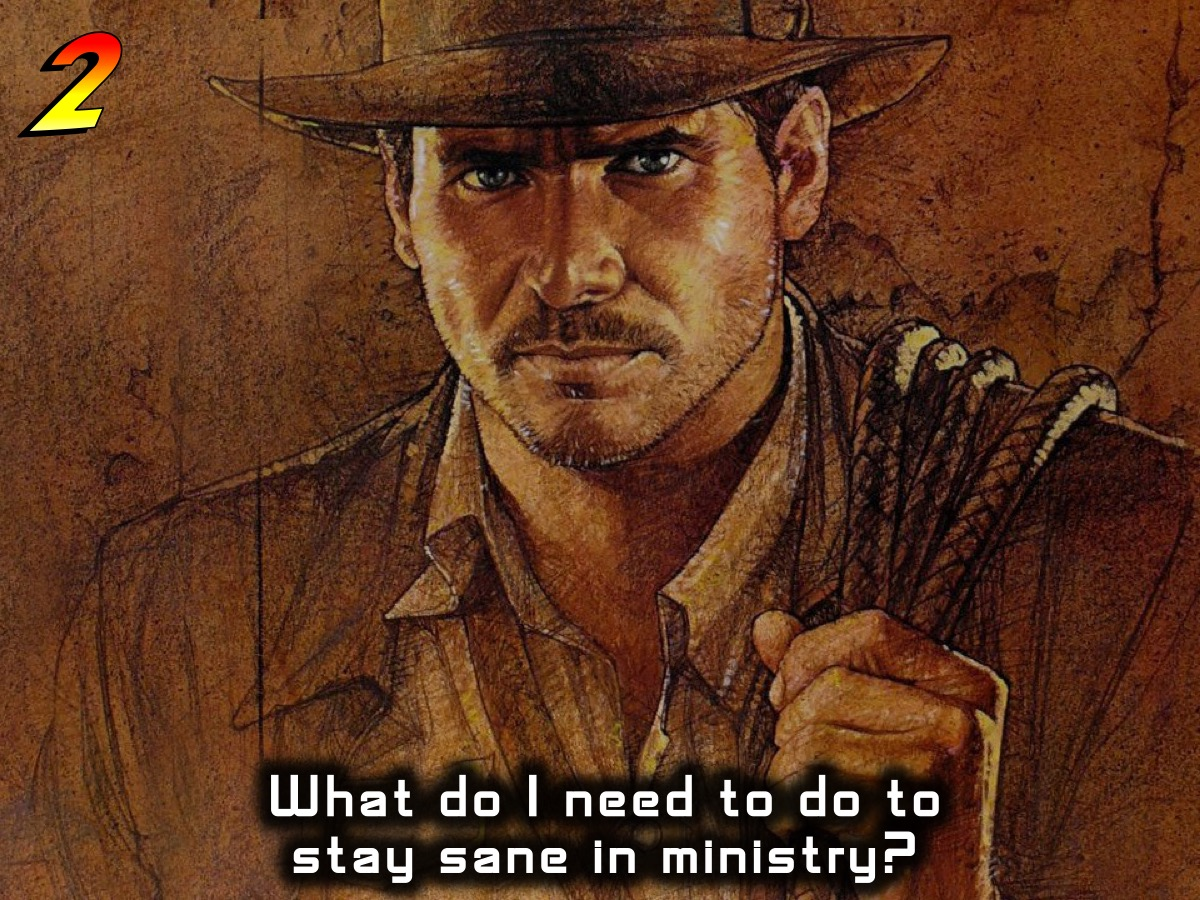 2
What do I need to do to
stay sane in ministry?